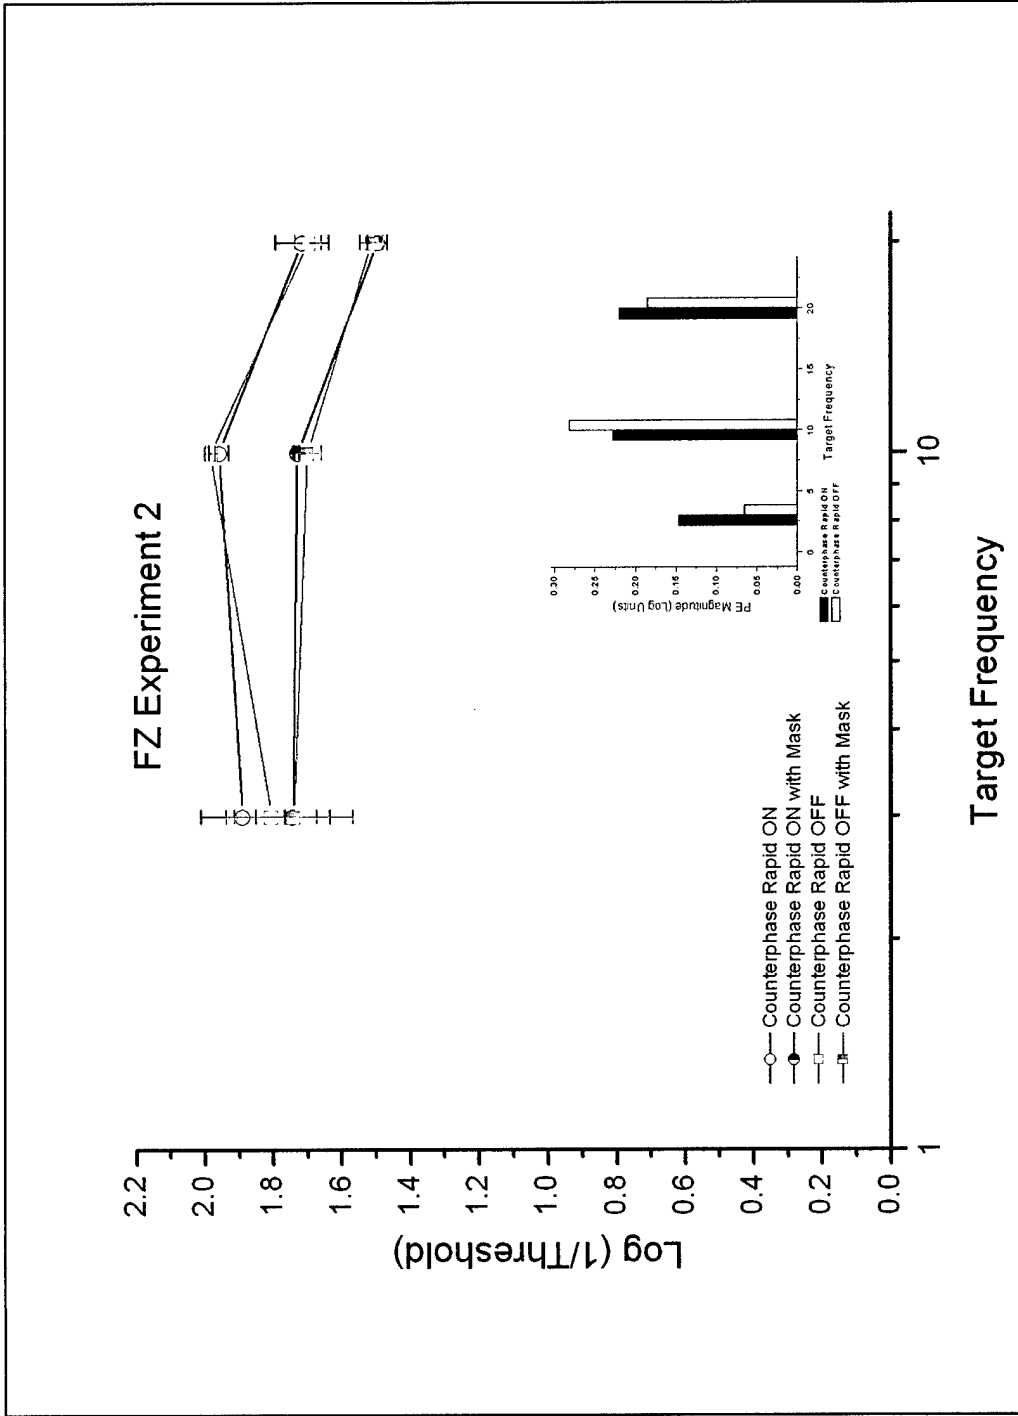 FZ Experiment 2
Log (1/Threshold)
2.2
2.0
1.8
1.6
1.4
1.2
1.0
0.8
0.6
0.4
0.2
0.0
1
10
Target Frequency
Counterphase Rapid ON
Counterphase Rapid ON with Mask
Counterphase Rapid OFF
Counterphase Rapid OFF with Mask
PE Magnitude (Log Units)
0.30
0.25
0.20
0.15
0.10
0.05
0.00
0
5
10
15
20
Target Frequency
Counterphase Rapid ON
Counterphase Rapid OFF